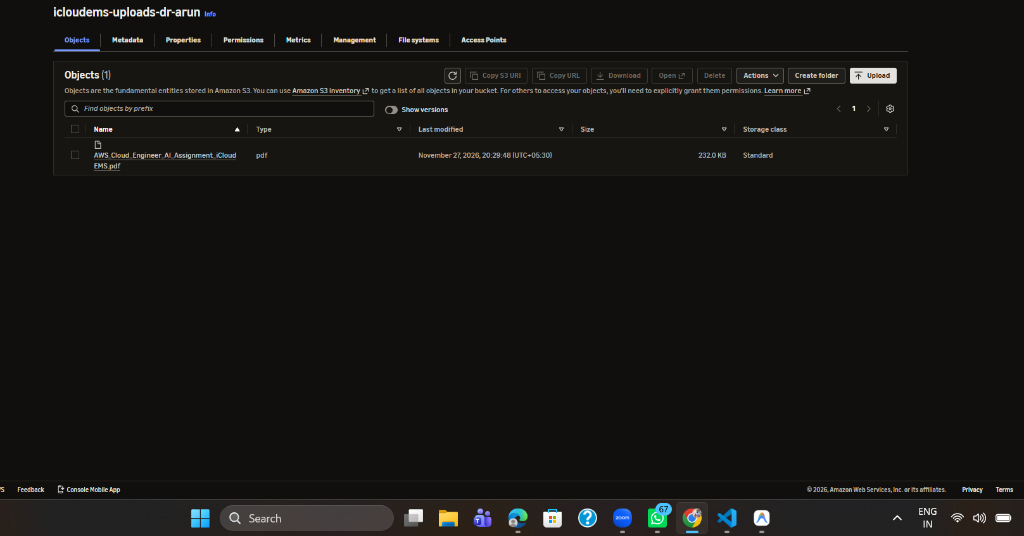 icloudems-uploads-dr-arun Info
Objects Metadata Properties Permissions Metrics Management File systems Access Points
Objects (1)
Copy S3 URI Copy URL Download Open Delete Actions Create folder Upload
Objects are the fundamental entities stored in Amazon S3. You can use Amazon S3 inventory to get a list of all objects in your bucket. For others to access your objects, you'll need to explicitly grant them permissions. Learn more
Find objects by prefix Show versions 1
Name Type Last modified Size Storage class
AWS_Cloud_Engineer_AI_Assignment_iCloud
EMS.pdf
pdf November 27, 2026, 20:29:48 (UTC+05:30) 232.0 KB Standard
Feedback Console Mobile App © 2026, Amazon Web Services, Inc. or its affiliates. Privacy Terms
Search zoom 67 ENG
IN